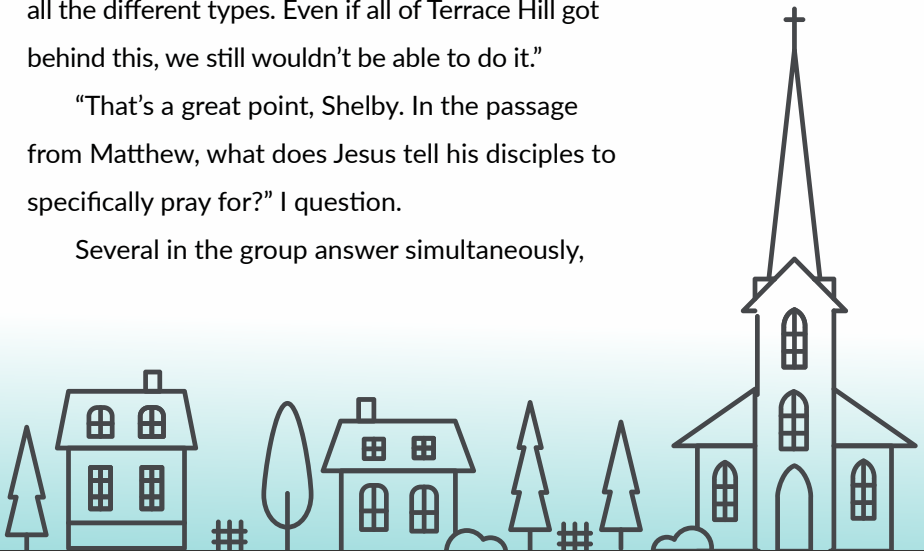 all the different types. Even if all of Terrace Hill got
behind this, we still wouldn’t be able to do it.”
“That’s a great point, Shelby. In the passage
from Matthew, what does Jesus tell his disciples to
specifically pray for?” I question.
Several in the group answer simultaneously,